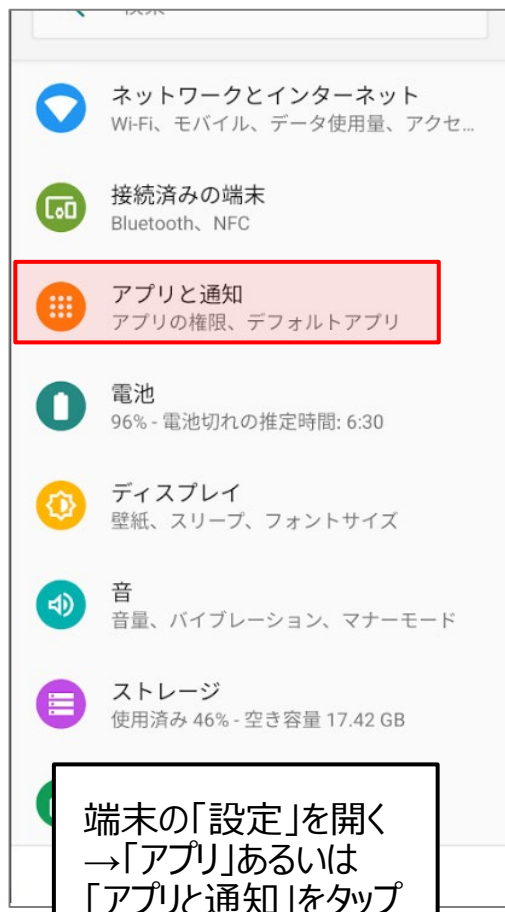 検索
ネットワークとインターネット
Wi-Fi、モバイル、データ使用量、アクセ...
接続済みの端末
Bluetooth、NFC
アプリと通知
アプリの権限、デフォルトアプリ
電池
96% - 電池切れの推定時間: 6:30
ディスプレイ
壁紙、スリープ、フォントサイズ
音
音量、バイブレーション、マナーモード
ストレージ
使用済み 46% - 空き容量 17.42 GB
端末の「設定」を開く
→「アプリ」あるいは
「アプリと通知」をタップ